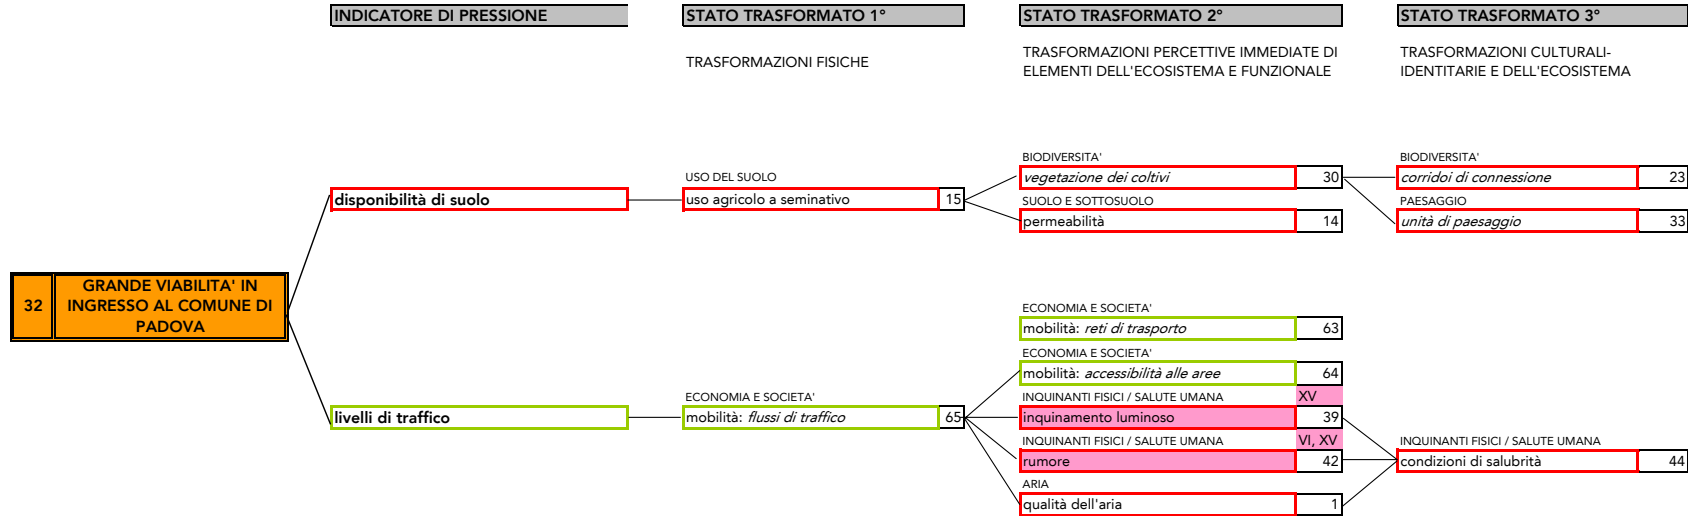 INDICATORE DI PRESSIONE
STATO TRASFORMATO 1°
STATO TRASFORMATO 2°
STATO TRASFORMATO 3°
TRASFORMAZIONI FISICHE
TRASFORMAZIONI PERCETTIVE IMMEDIATE DI
ELEMENTI DELL'ECOSISTEMA E FUNZIONALE
TRASFORMAZIONI CULTURALI-
IDENTITARIE E DELL'ECOSISTEMA
32
GRANDE VIABILITA' IN
INGRESSO AL COMUNE DI
PADOVA
disponibilità di suolo
USO DEL SUOLO
uso agricolo a seminativo 15
BIODIVERSITA'
vegetazione dei coltivi 30
SUOLO E SOTTOSUOLO
permeabilità 14
BIODIVERSITA'
corridoi di connessione 23
PAESAGGIO
unità di paesaggio 33
livelli di traffico
ECONOMIA E SOCIETA'
mobilità: flussi di traffico 65
ECONOMIA E SOCIETA'
mobilità: reti di trasporto 63
ECONOMIA E SOCIETA'
mobilità: accessibilità alle aree 64
INQUINANTI FISICI / SALUTE UMANA XV
inquinamento luminoso 39
INQUINANTI FISICI / SALUTE UMANA VI, XV
rumore 42
ARIA
qualità dell'aria 1
INQUINANTI FISICI / SALUTE UMANA
condizioni di salubrità 44